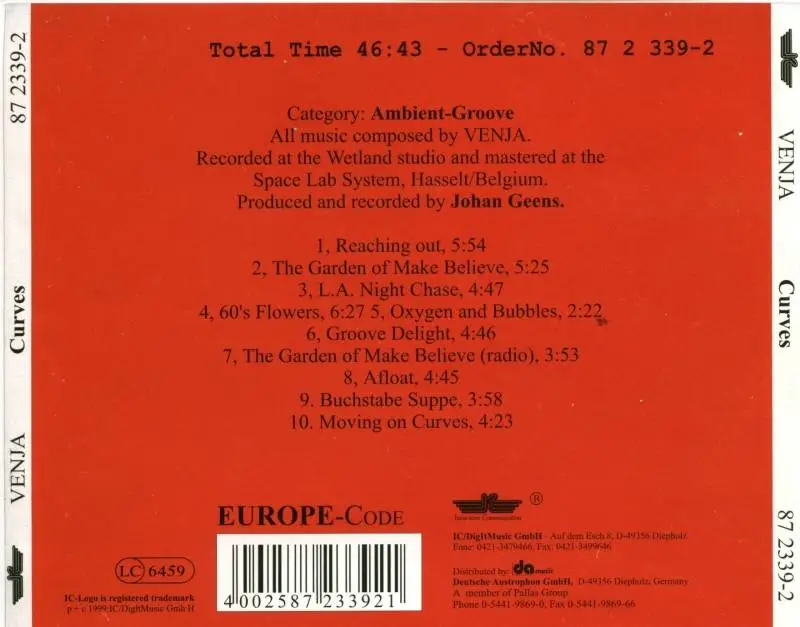 87 2339-2
Curves
VENJA
Total Time 46:43 - OrderNo. 87 2 339-2
Category: Ambient-Groove
All music composed by VENJA.
Recorded at the Wetland studio and mastered at the
Space Lab System, Hasselt/Belgium.
Produced and recorded by Johan Geens.
1, Reaching out, 5:54
2, The Garden of Make Believe, 5:25
3, L.A. Night Chase, 4:47
4, 60's Flowers, 6:27 5, Oxygen and Bubbles, 2:22
6, Groove Delight, 4:46
7, The Garden of Make Believe (radio), 3:53
8, Afloat, 4:45
9. Buchstabe Suppe, 3:58
10. Moving on Curves, 4:23
EUROPE-CODE
4 002587 233921
LC 6459
IC-Logo is registered trademark
p + c 1999:IC/DigItMusic Gmb H
IC
Innovative Communication
®
IC/DigItMusic GmbH - Auf dem Esch 8, D-49356 Diepholz
Fone: 0421-3479466, Fax: 0421-3499646
Distributed by: da music
Deutsche Austrophon GmbH, D-49356 Diepholz, Germany
A member of Pallas Group
Phone 0-5441-9869-0, Fax 0-5441-9869-66
VENJA
Curves
87 2339-2